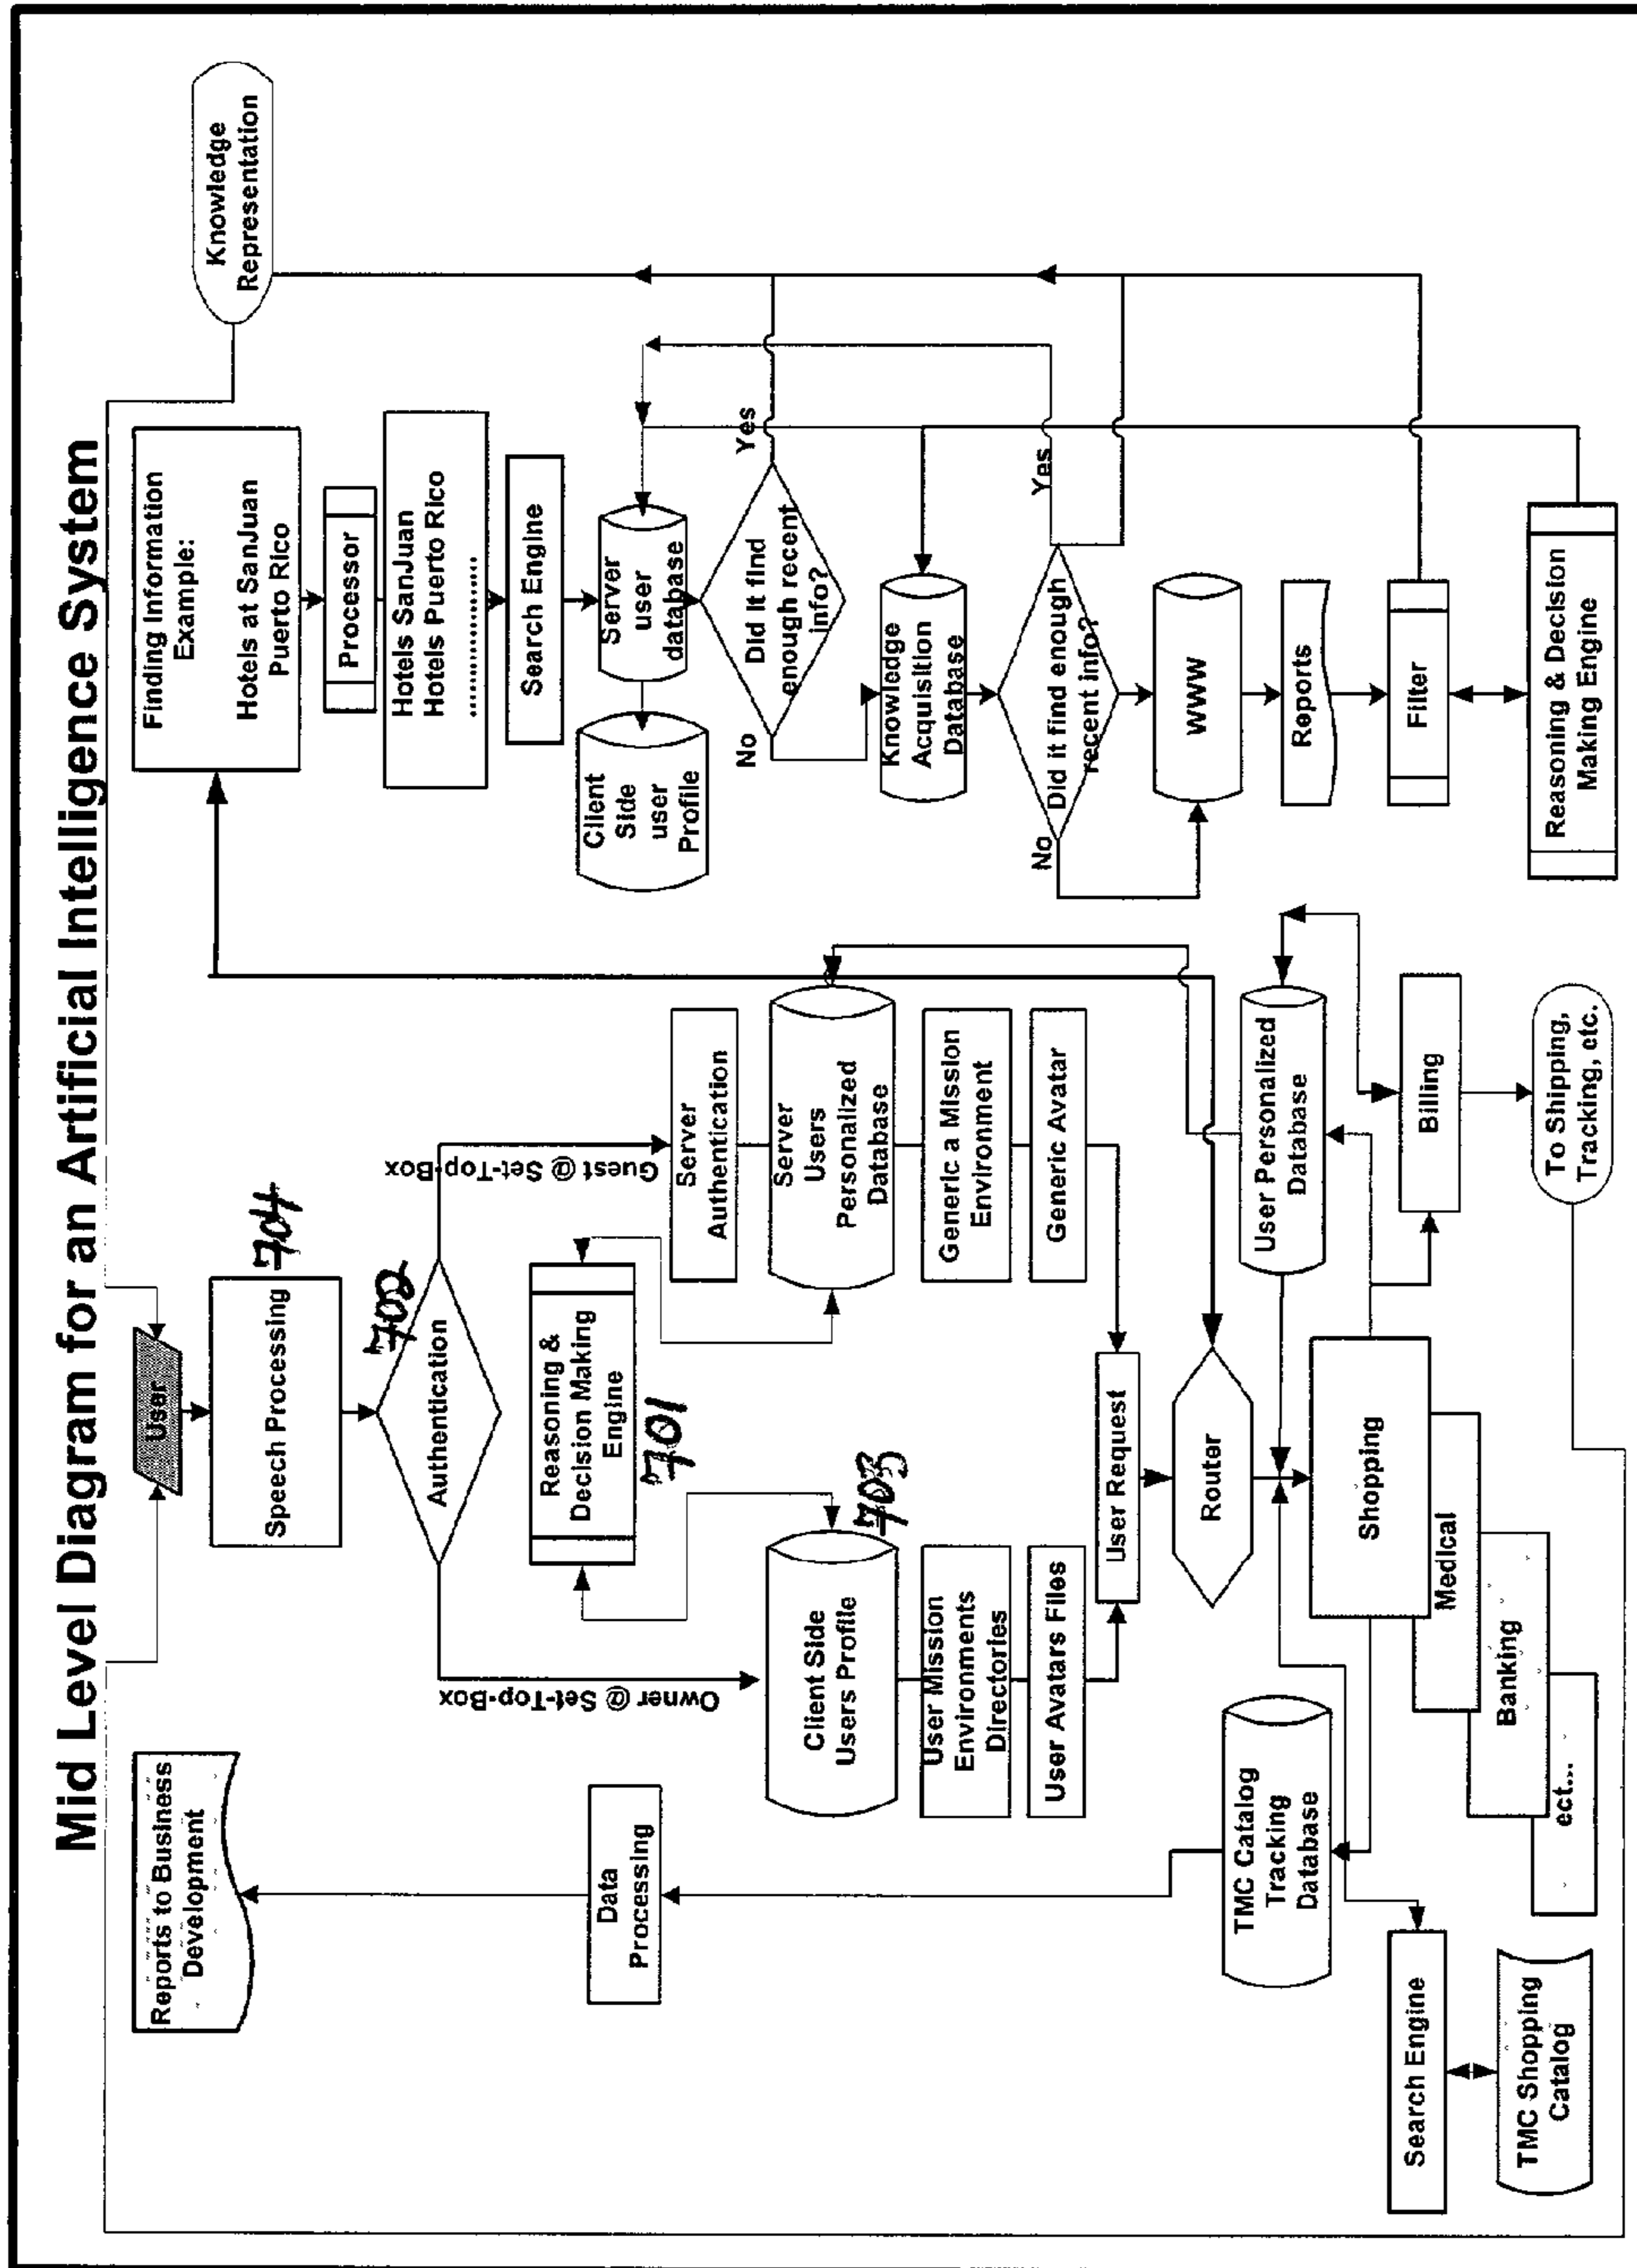 Mid Level Diagram for an Artificial Intelligence System
Reports to Business
Development
Data
Processing
TMC Catalog
Tracking
Database
Search Engine
TMC Shopping
Catalog
User
Speech Processing
704
Authentication
702
Owner @ Set-Top-Box
Guest @ Set-Top-Box
Reasoning &
Decision Making
Engine
701
Client Side
Users Profile
703
User Mission
Environments
Directories
User Avatars Files
Server
Authentication
Server
Users
Personalized
Database
Generic a Mission
Environment
Generic Avatar
User Request
Router
Shopping
Medical
Banking
ect...
User Personalized
Database
Billing
To Shipping,
Tracking, etc.
Finding Information
Example:
Hotels at SanJuan
Puerto Rico
Processor
Hotels SanJuan
Hotels Puerto Rico
..................
Search Engine
Server
user
database
Client
Side
user
Profile
Did it find
enough recent
info?
Yes
No
Knowledge
Acquisition
Database
Did it find enough
recent info?
Yes
No
WWW
Reports
Filter
Reasoning & Decision
Making Engine
Knowledge
Representation